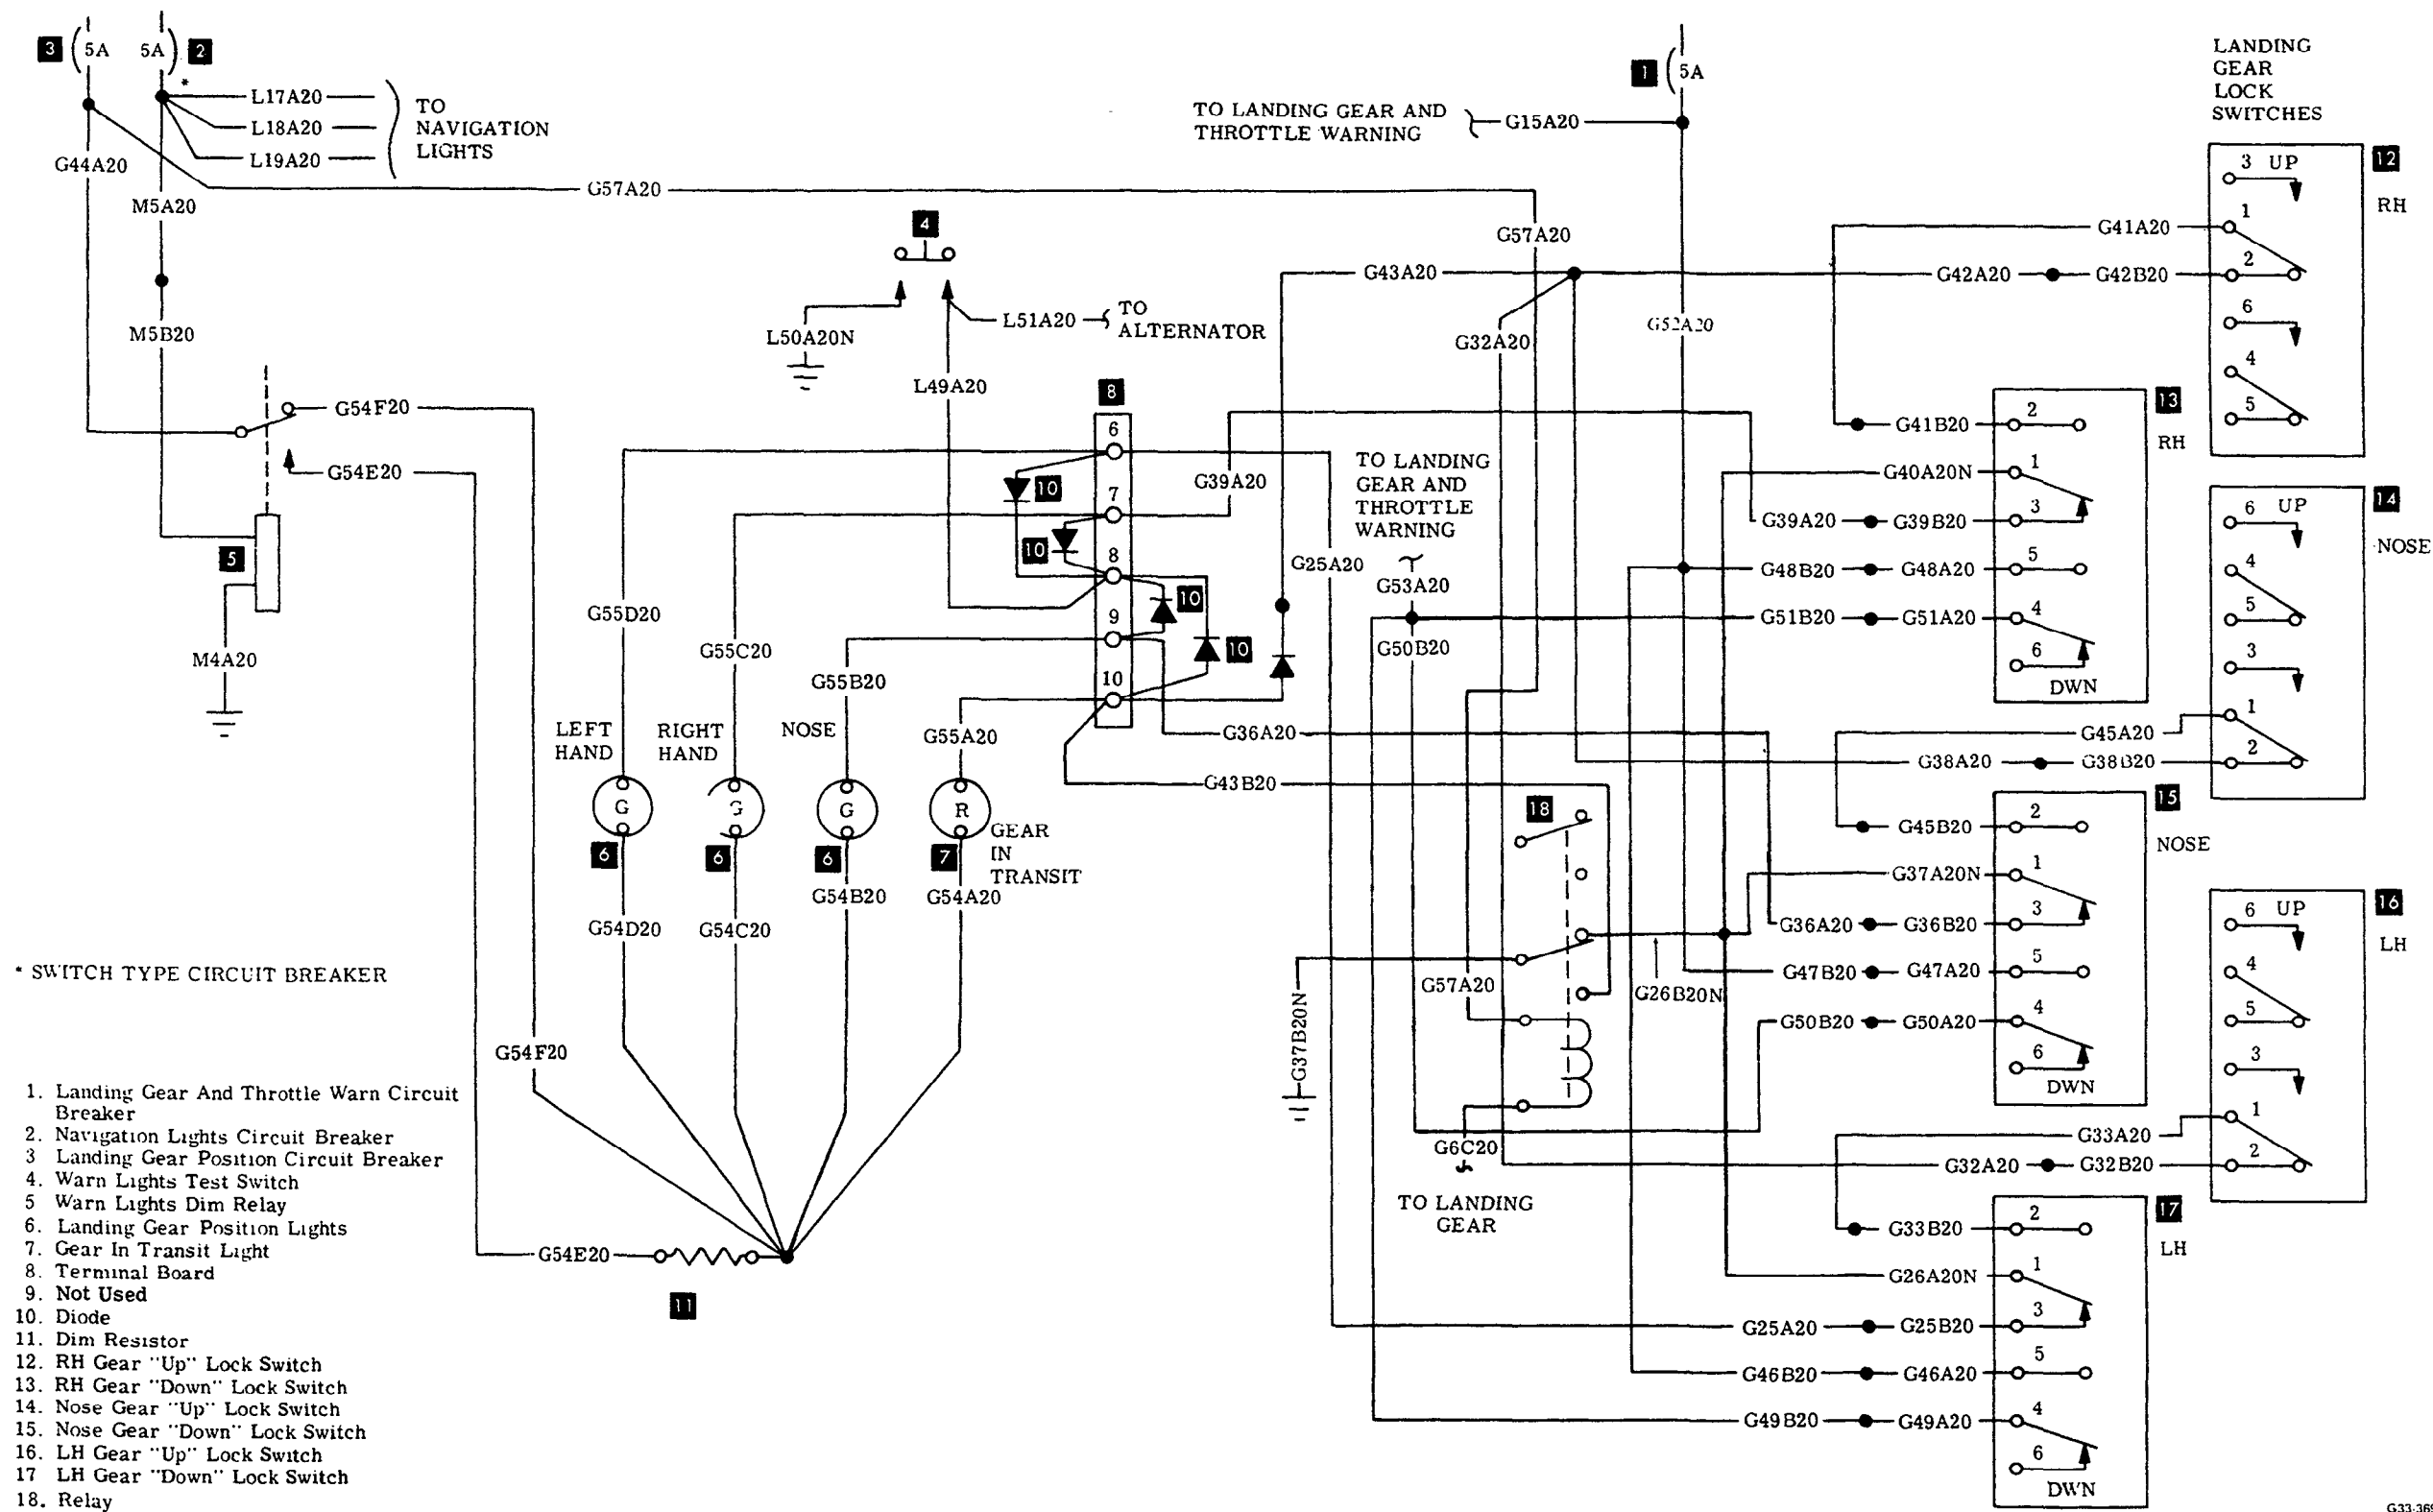 3 5A 5A 2
*
L17A20
L18A20
L19A20
TO
NAVIGATION
LIGHTS
G44A20
M5A20
G57A20
M5B20
4
L50A20N
L51A20
TO
ALTERNATOR
L49A20
TO LANDING GEAR AND
THROTTLE WARNING
G15A20
1 5A
LANDING
GEAR
LOCK
SWITCHES
G57A20
G43A20
G32A20
G52A20
G42A20 G42B20
G41A20
3 UP
1
2
6
4
5
12
RH
G54F20
G54E20
5
M4A20
8
6
7
8
9
10
10
10
10
10
G39A20
G25A20
TO LANDING
GEAR AND
THROTTLE
WARNING
G53A20
G50B20
G41B20
G40A20N
G39A20 G39B20
G48B20 G48A20
G51B20 G51A20
2
1
3
5
4
6
DWN
13
RH
6 UP
4
5
3
1
2
14
NOSE
G55D20
G55C20
G55B20
G55A20
LEFT
HAND
RIGHT
HAND
NOSE
G
G
G
R
GEAR
IN
TRANSIT
6
6
6
7
G54D20
G54C20
G54B20
G54A20
G36A20
G43B20
G45A20
G38A20 G38B20
18
G57A20
G26B20N
G37B20N
G6C20
TO LANDING
GEAR
G45B20
G37A20N
G36A20 G36B20
G47B20 G47A20
G50B20 G50A20
2
1
3
5
4
6
DWN
15
NOSE
6 UP
4
5
3
1
2
16
LH
G33A20
G32A20 G32B20
G33B20
G26A20N
G25A20 G25B20
G46B20 G46A20
G49B20 G49A20
2
1
3
5
4
6
DWN
17
LH
* SWITCH TYPE CIRCUIT BREAKER
G54F20
G54E20
11
1. Landing Gear And Throttle Warn Circuit
Breaker
2. Navigation Lights Circuit Breaker
3 Landing Gear Position Circuit Breaker
4. Warn Lights Test Switch
5 Warn Lights Dim Relay
6. Landing Gear Position Lights
7. Gear In Transit Light
8. Terminal Board
9. Not Used
10. Diode
11. Dim Resistor
12. RH Gear "Up" Lock Switch
13. RH Gear "Down" Lock Switch
14. Nose Gear "Up" Lock Switch
15. Nose Gear "Down" Lock Switch
16. LH Gear "Up" Lock Switch
17 LH Gear "Down" Lock Switch
18. Relay